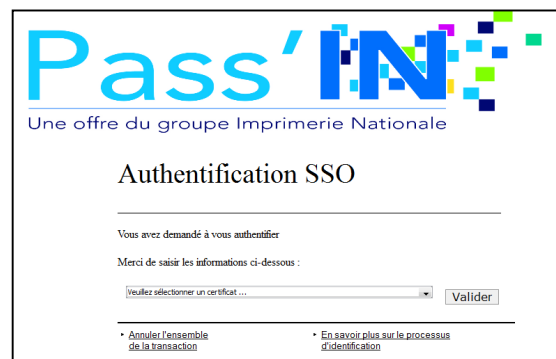 Pass'IN
Une offre du groupe Imprimerie Nationale
Authentification SSO
Vous avez demandé à vous authentifier
Merci de saisir les informations ci-dessous :
Veuillez sélectionner un certificat ...
Valider
Annuler l'ensemble
de la transaction
En savoir plus sur le processus
d'identification